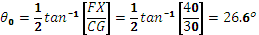 θ₀ = 1/2 tan⁻¹ [FX/CG] = 1/2 tan⁻¹ [40/30] = 26.6°